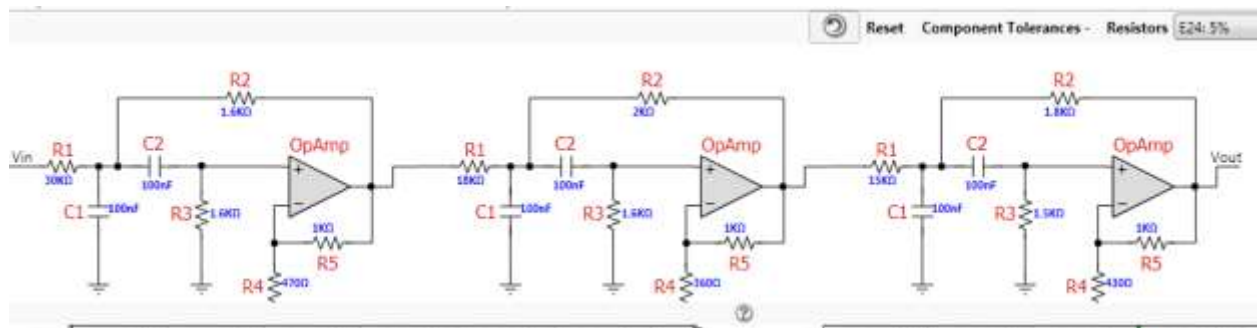 Reset Component Tolerances - Resistors E24: 5%
R2 R2 R2
1.6KΩ 2KΩ 1.8KΩ
C2 OpAmp C2 OpAmp C2 OpAmp
Vin R1 R1 R1 Vout
30KΩ 100nF 18KΩ 100nF 15KΩ 100nF
C1 100nF R3 1.6KΩ C1 100nF R3 1.6KΩ C1 100nF R3 1.5KΩ
1KΩ 1KΩ 1KΩ
R5 R5 R5
R4 470Ω R4 360Ω R4 430Ω
?